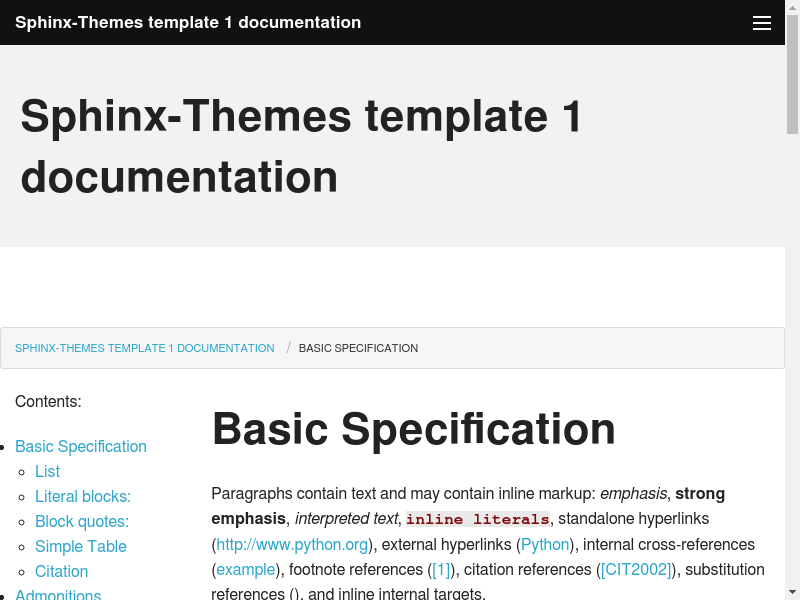 Sphinx-Themes template 1 documentation
Sphinx-Themes template 1
documentation
SPHINX-THEMES TEMPLATE 1 DOCUMENTATION / BASIC SPECIFICATION
Contents:
Basic Specification
List
Literal blocks:
Block quotes:
Simple Table
Citation
Admonitions
Basic Specification
Paragraphs contain text and may contain inline markup: emphasis, strong
emphasis, interpreted text, inline literals, standalone hyperlinks
(http://www.python.org), external hyperlinks (Python), internal cross-references
(example), footnote references ([1]), citation references ([CIT2002]), substitution
references (), and inline internal targets.